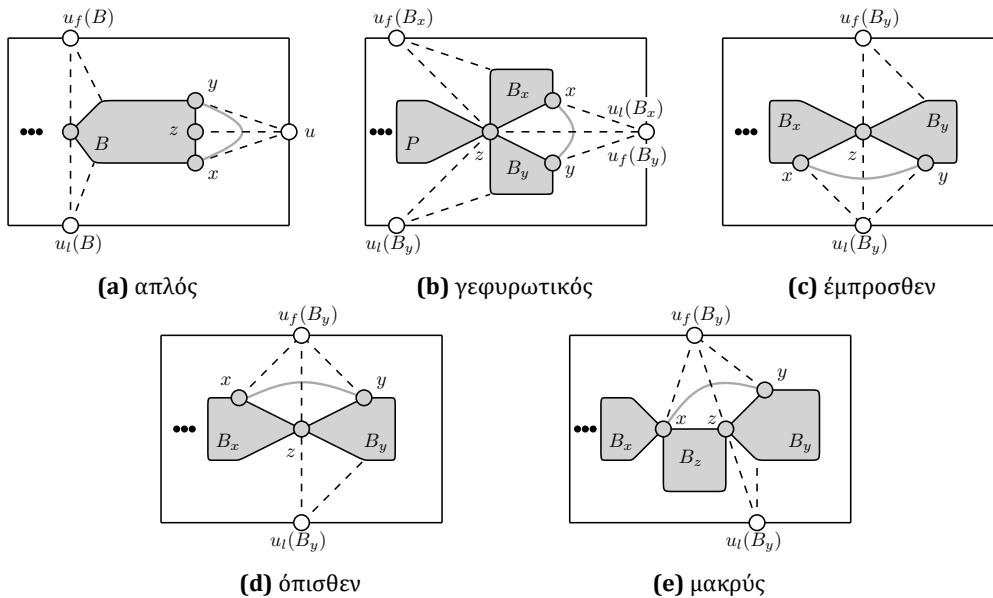 u_f(B) u_f(B_x) u_f(B_y)
y B_x x u_l(B_x) B_x B_y
••• B z u ••• P z u_f(B_y) ••• z
x B_y y x y
u_l(B) u_l(B_y) u_l(B_y)
(a) απλός (b) γεφυρωτικός (c) έμπροσθεν
u_f(B_y) u_f(B_y)
x y y
••• B_x z B_y ••• B_x x z B_y
B_z
u_l(B_y) u_l(B_y)
(d) όπισθεν (e) μακρύς